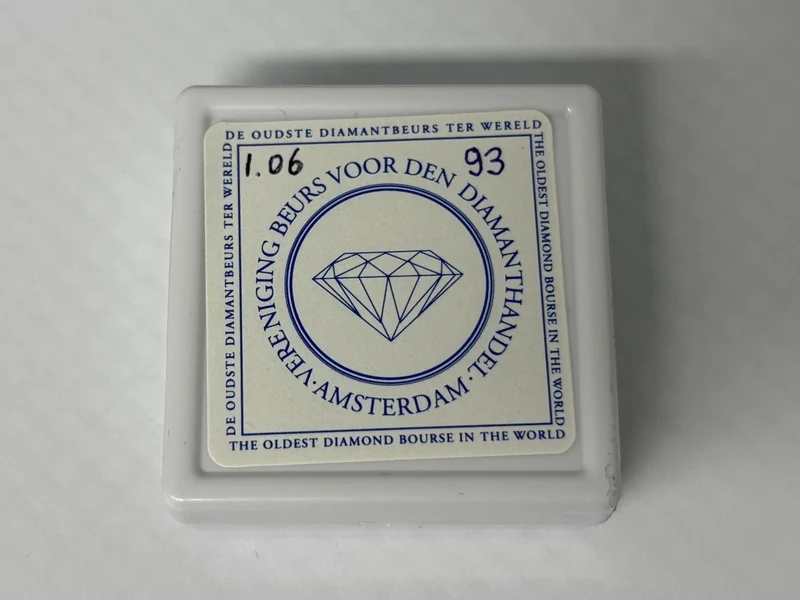 DE OUDSTE DIAMANTBEURS TER WERELD
1.06 93
VERENIGING BEURS VOOR DEN DIAMANTHANDEL
· AMSTERDAM ·
DE OUDSTE DIAMANTBEURS TER WERELD
THE OLDEST DIAMOND BOURSE IN THE WORLD
THE OLDEST DIAMOND BOURSE IN THE WORLD